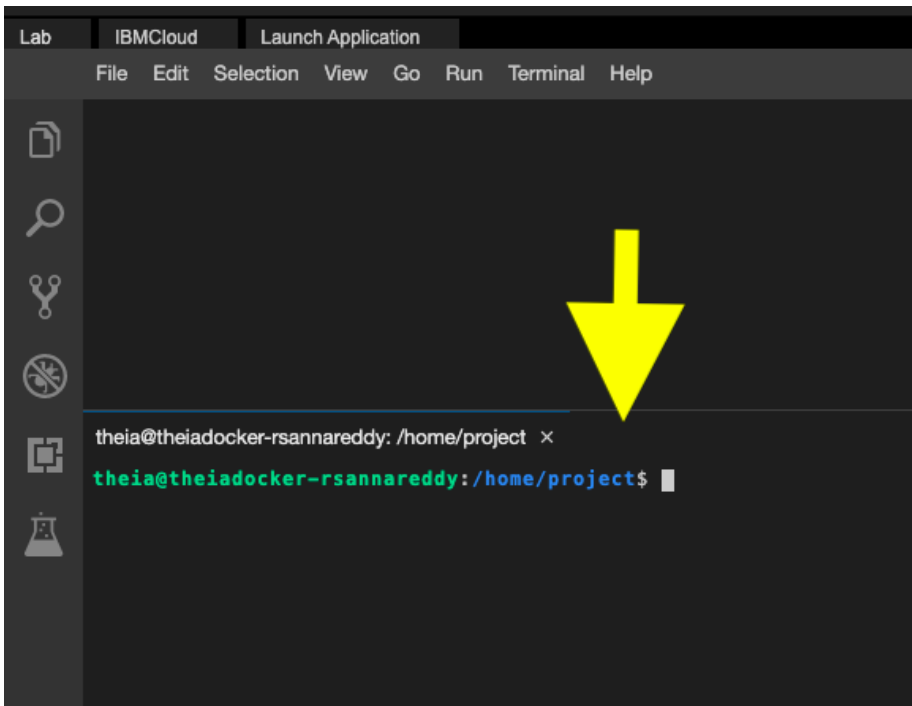 Lab IBMCloud Launch Application
File Edit Selection View Go Run Terminal Help
theia@theiadocker-rsannareddy: /home/project ×
theia@theiadocker-rsannareddy:/home/project$